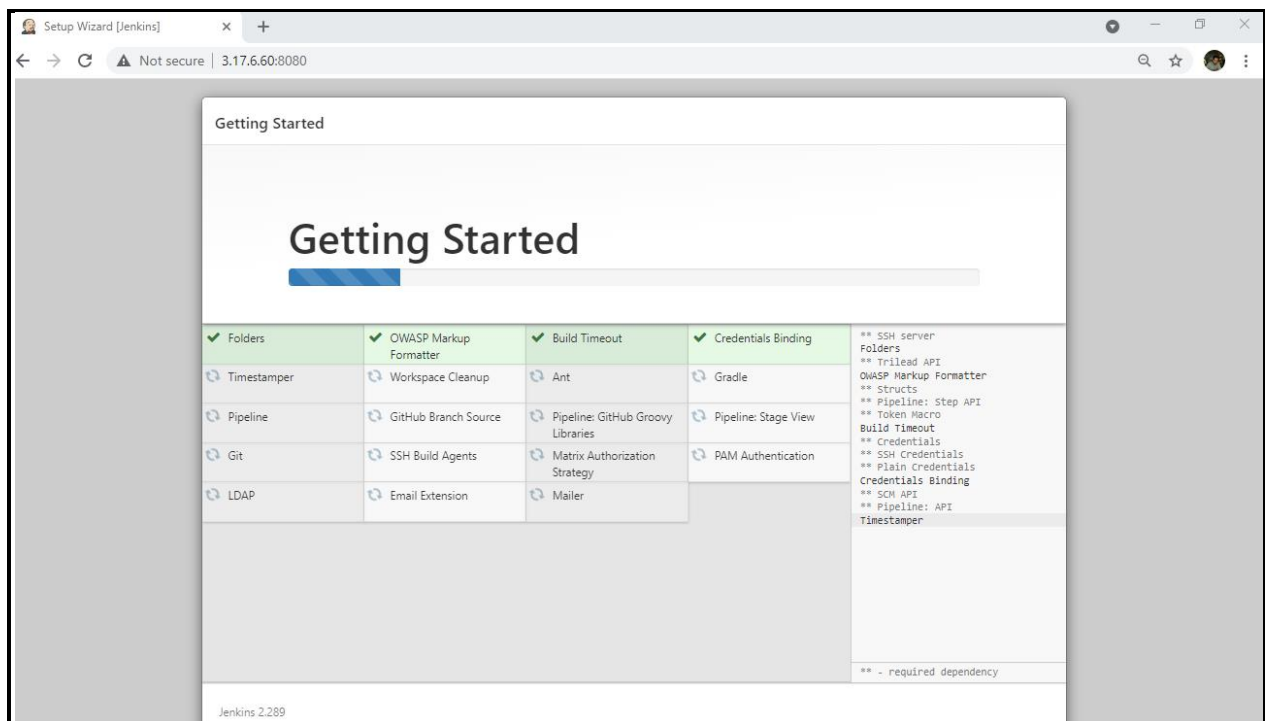 Setup Wizard [Jenkins]
Not secure | 3.17.6.60:8080
Getting Started
Getting Started
Folders
OWASP Markup
Formatter
Build Timeout
Credentials Binding
Timestamper
Workspace Cleanup
Ant
Gradle
Pipeline
GitHub Branch Source
Pipeline: GitHub Groovy
Libraries
Pipeline: Stage View
Git
SSH Build Agents
Matrix Authorization
Strategy
PAM Authentication
LDAP
Email Extension
Mailer
** SSH server
Folders
** Trilead API
OWASP Markup Formatter
** Structs
** Pipeline: Step API
** Token Macro
Build Timeout
** Credentials
** SSH Credentials
** Plain Credentials
Credentials Binding
** SCM API
** Pipeline: API
Timestamper
** - required dependency
Jenkins 2.289